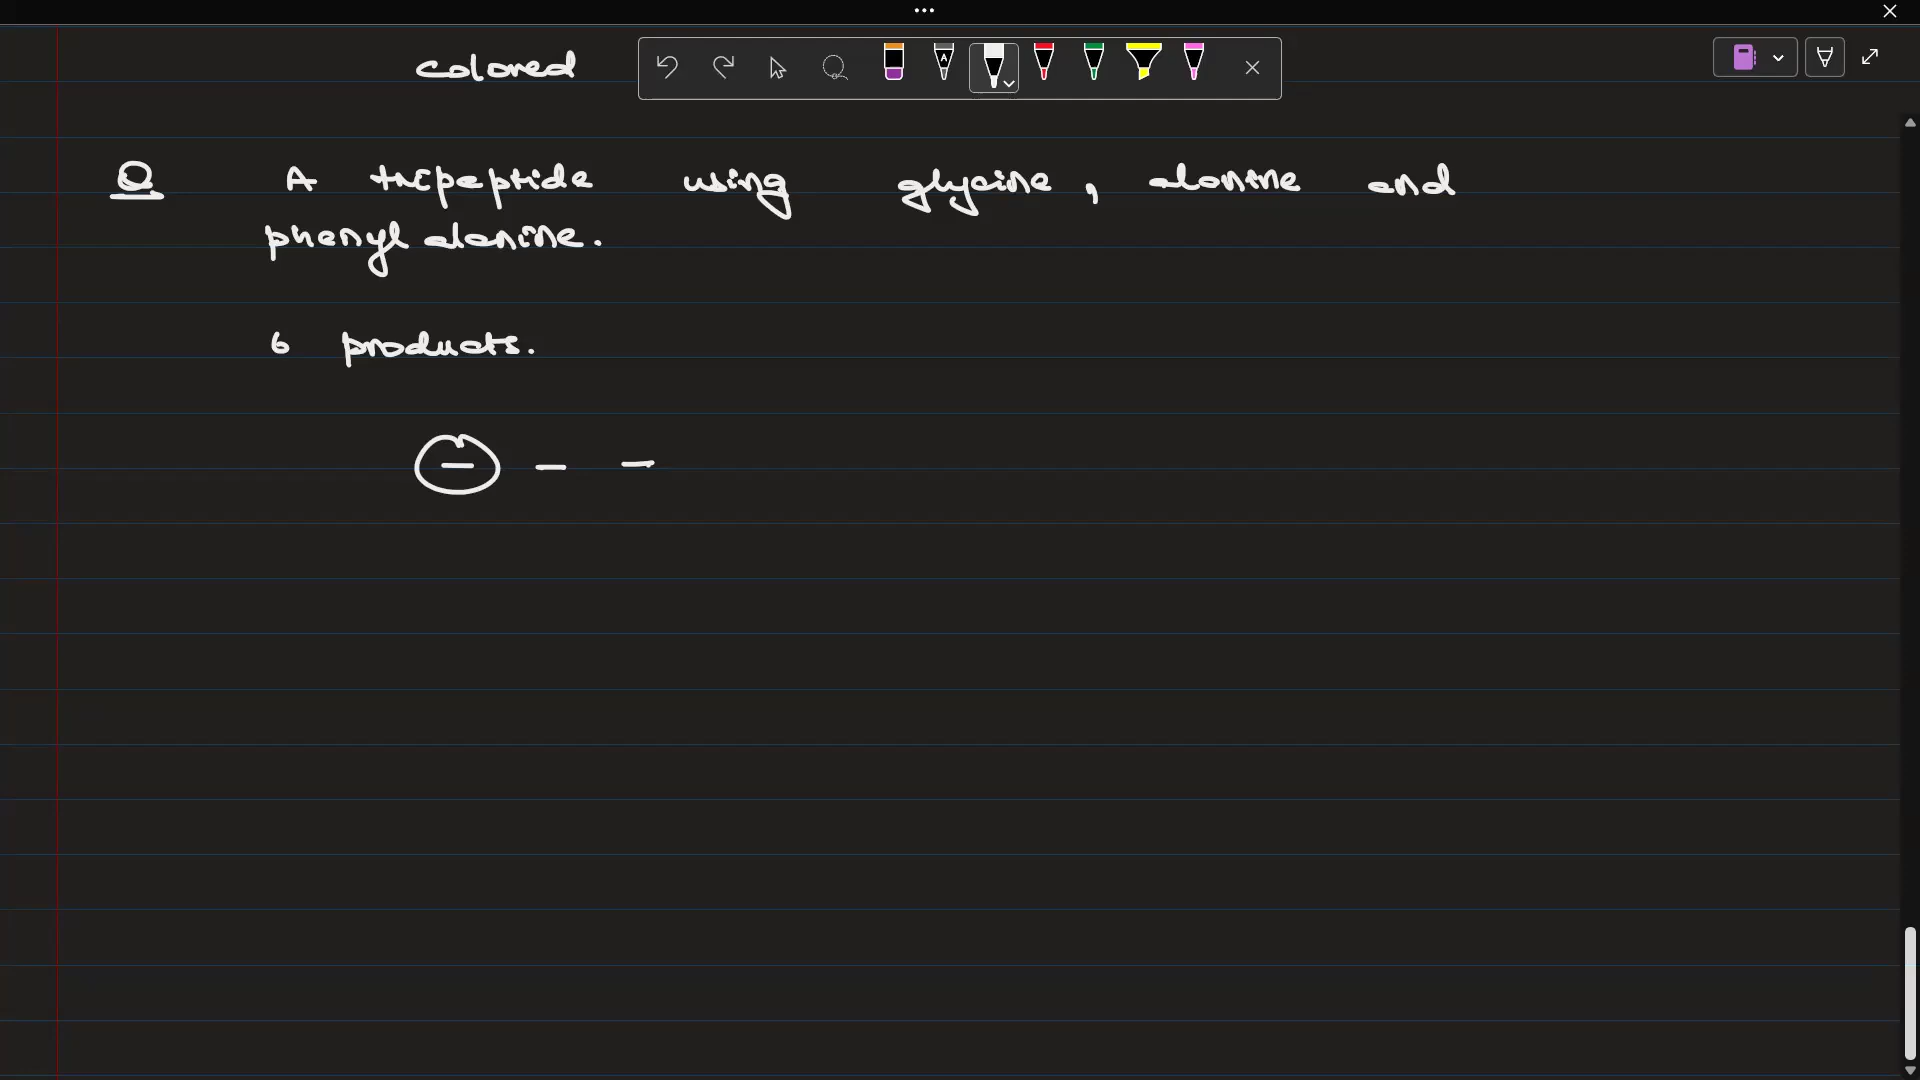 colored
Q A tripeptide using glycine, alanine and
phenyl alanine.
6 products.